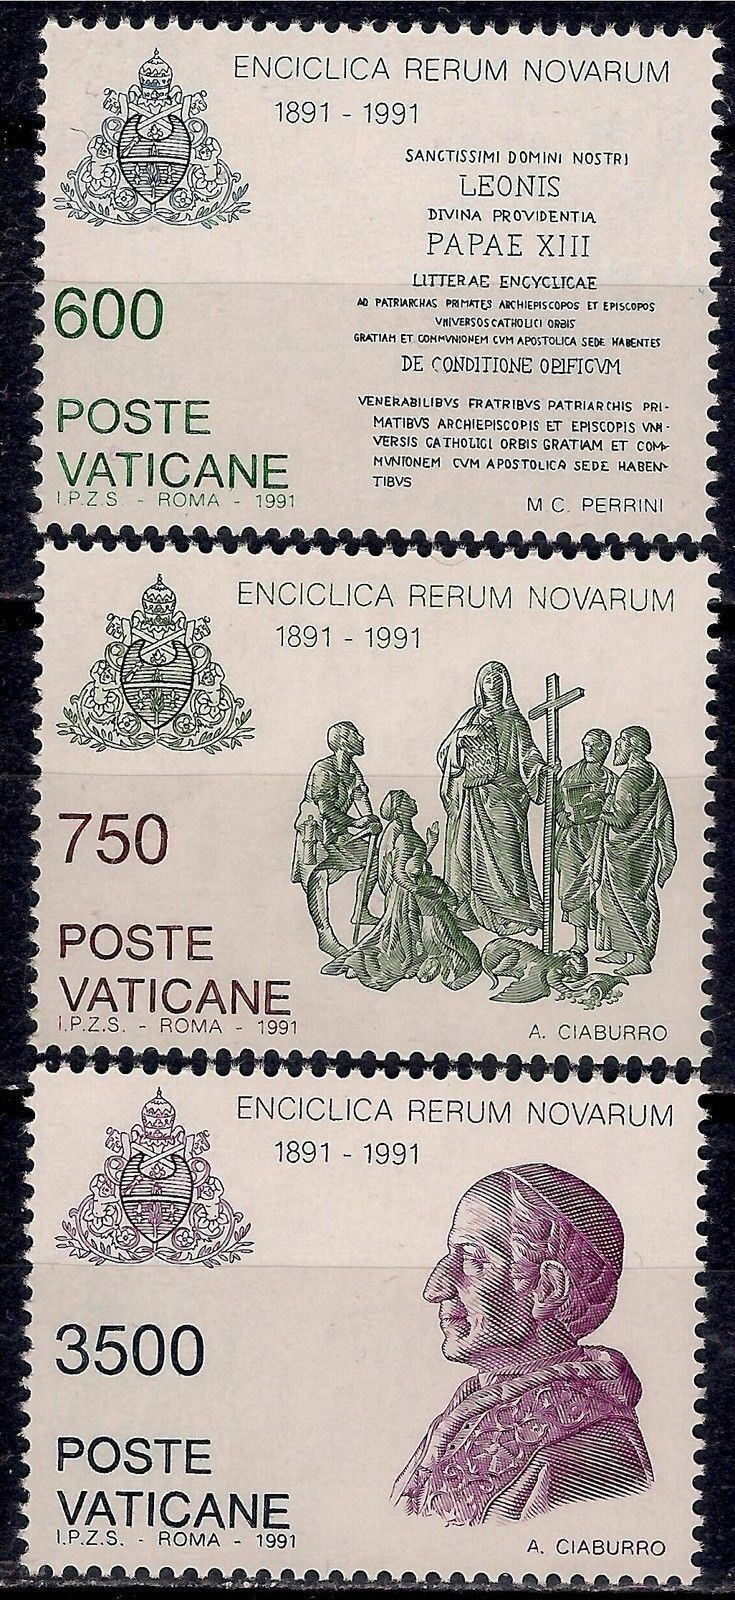 ENCICLICA RERUM NOVARUM
1891 - 1991
SANCTISSIMI DOMINI NOSTRI
LEONIS
DIVINA PROVIDENTIA
PAPAE XIII
LITTERAE ENCYCLICAE
AD PATRIARCHAS PRIMATES ARCHIEPISCOPOS ET EPISCOPOS
VNIVERSOS CATHOLICI ORBIS
GRATIAM ET COMMVNIONEM CVM APOSTOLICA SEDE HABENTES
DE CONDITIONE OPIFICVM
VENERABILIBVS FRATRIBVS PATRIARCHIS PRI-
MATIBVS ARCHIEPISCOPIS ET EPISCOPIS VNI-
VERSIS CATHOLICI ORBIS GRATIAM ET COM-
MVNIONEM CVM APOSTOLICA SEDE HABEN-
TIBVS
600
POSTE
VATICANE
I.P.Z.S. - ROMA - 1991
M C. PERRINI
ENCICLICA RERUM NOVARUM
1891 - 1991
750
POSTE
VATICANE
I.P.Z.S. - ROMA - 1991
A. CIABURRO
ENCICLICA RERUM NOVARUM
1891 - 1991
3500
POSTE
VATICANE
I.P.Z.S. - ROMA - 1991
A. CIABURRO